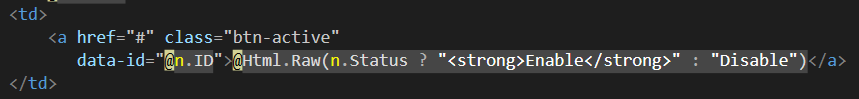 <td>
<a href="#" class="btn-active"
data-id="@n.ID">@Html.Raw(n.Status ? "<strong>Enable</strong>" : "Disable")</a>
</td>